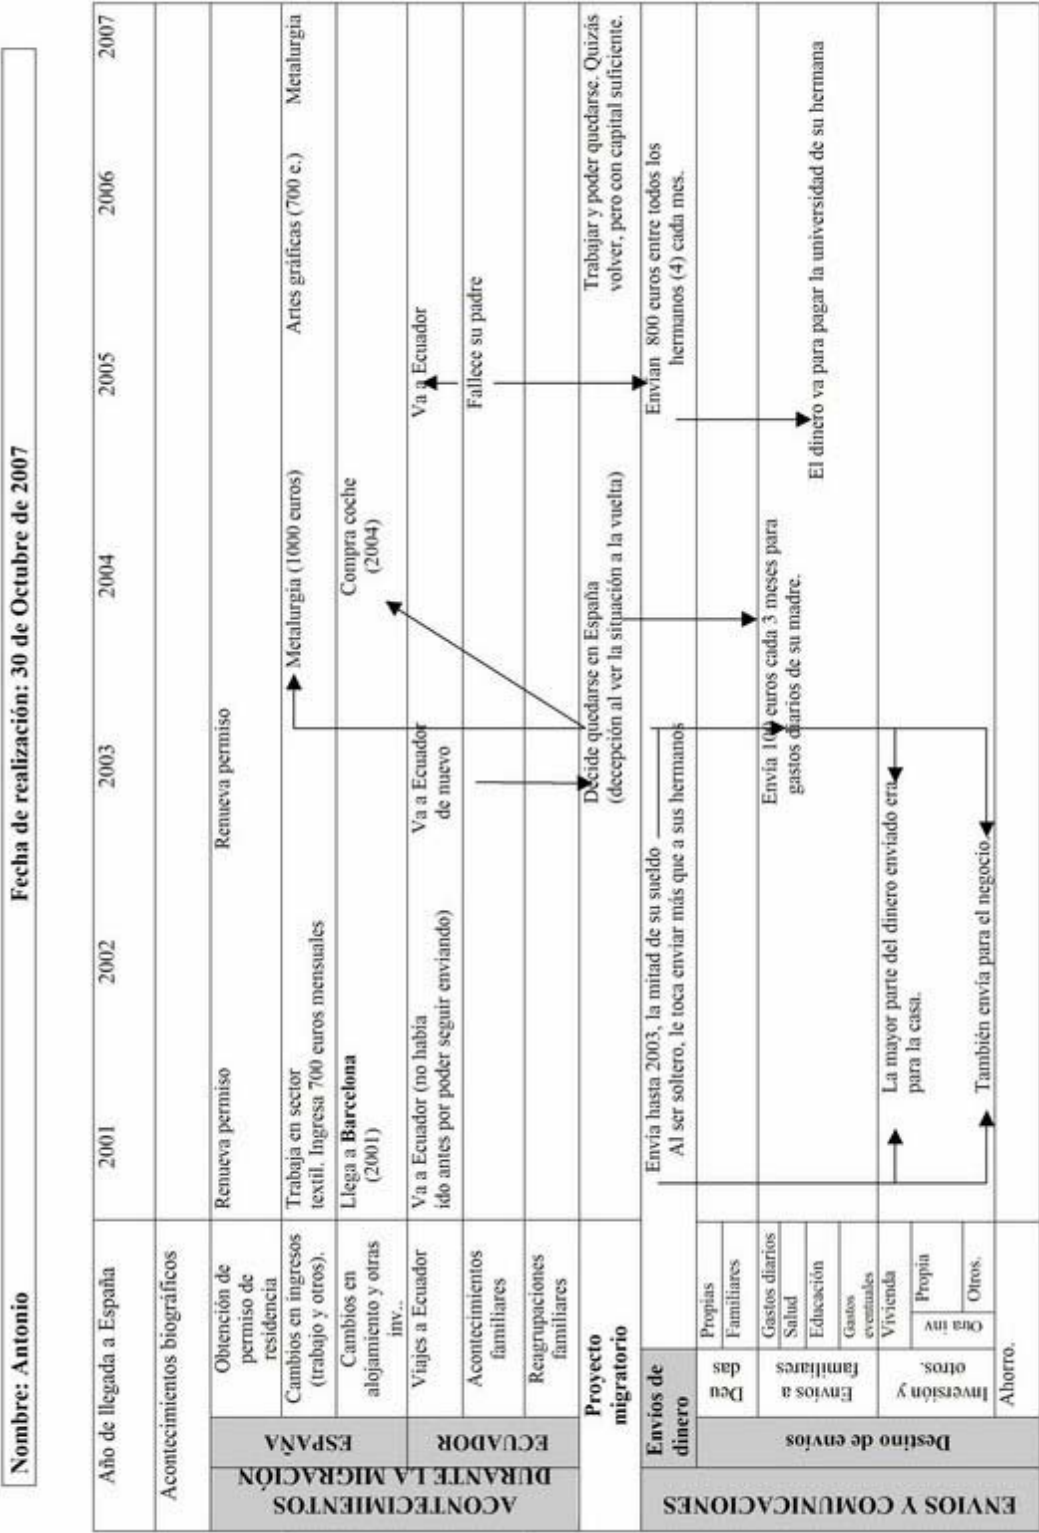 Nombre: Antonio Fecha de realización: 30 de Octubre de 2007
Año de llegada a España 2001 2002 2003 2004 2005 2006 2007
Acontecimientos biográficos
ACONTECIMIENTOS
DURANTE LA MIGRACIÓN
ESPAÑA
Obtención de
permiso de
residencia
Renueva permiso
Renueva permiso
Cambios en ingresos
(trabajo y otros).
Trabaja en sector
textil. Ingresa 700 euros mensuales
Metalurgia (1000 euros)
Artes gráficas (700 e.)
Metalurgia
Cambios en
alojamiento y otras
inv..
Llega a Barcelona
(2001)
Compra coche
(2004)
ECUADOR
Viajes a Ecuador
Va a Ecuador (no había
ido antes por poder seguir enviando)
Va a Ecuador
de nuevo
Va a Ecuador
Acontecimientos
familiares
Fallece su padre
Reagrupaciones
familiares
Proyecto
migratorio
Decide quedarse en España
(decepción al ver la situación a la vuelta)
Trabajar y poder quedarse. Quizás
volver, pero con capital suficiente.
ENVIOS Y COMUNICACIONES
Envios de
dinero
Envía hasta 2003, la mitad de su sueldo
Al ser soltero, le toca enviar más que a sus hermanos
Envían 800 euros entre todos los
hermanos (4) cada mes.
Destino de envios
Deu
das
Propias
Familiares
Envios a
familiares
Gastos diarios
Salud
Educación
Gastos
eventuales
Envía 100 euros cada 3 meses para
gastos diarios de su madre.
El dinero va para pagar la universidad de su hermana
Inversión y
otros.
Vivienda
La mayor parte del dinero enviado era
para la casa.
Otra inv
Propia
Otros.
También envía para el negocio.
Ahorro.